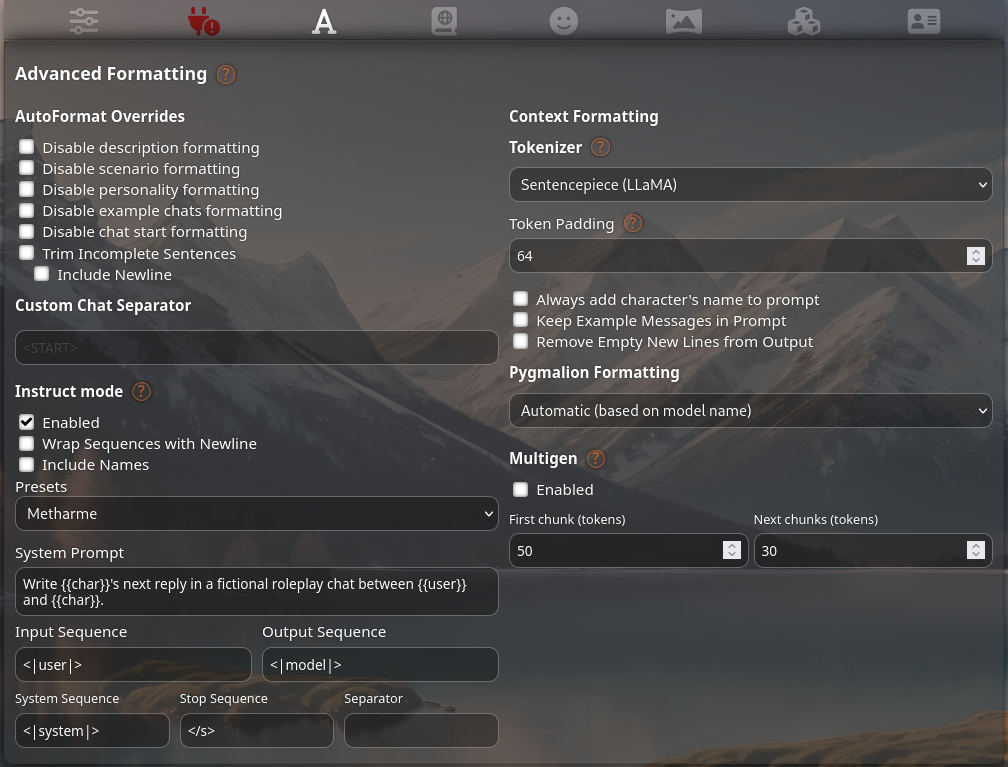 A
Advanced Formatting ?
AutoFormat Overrides
Disable description formatting
Disable scenario formatting
Disable personality formatting
Disable example chats formatting
Disable chat start formatting
Trim Incomplete Sentences
Include Newline
Custom Chat Separator
<START>
Instruct mode ?
Enabled
Wrap Sequences with Newline
Include Names
Presets
Metharme
System Prompt
Write {{char}}'s next reply in a fictional roleplay chat between {{user}}
and {{char}}.
Input Sequence
Output Sequence
<|user|>
<|model|>
System Sequence
Stop Sequence
Separator
<|system|>
</s>
Context Formatting
Tokenizer ?
Sentencepiece (LLaMA)
Token Padding ?
64
Always add character's name to prompt
Keep Example Messages in Prompt
Remove Empty New Lines from Output
Pygmalion Formatting
Automatic (based on model name)
Multigen ?
Enabled
First chunk (tokens)
Next chunks (tokens)
50
30